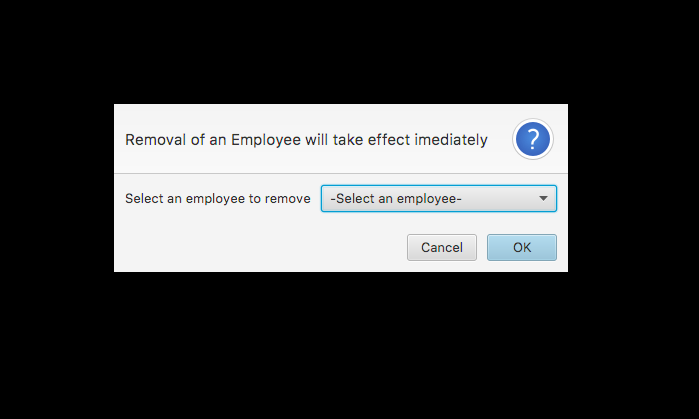 Removal of an Employee will take effect imediately
?
Select an employee to remove -Select an employee-
Cancel OK